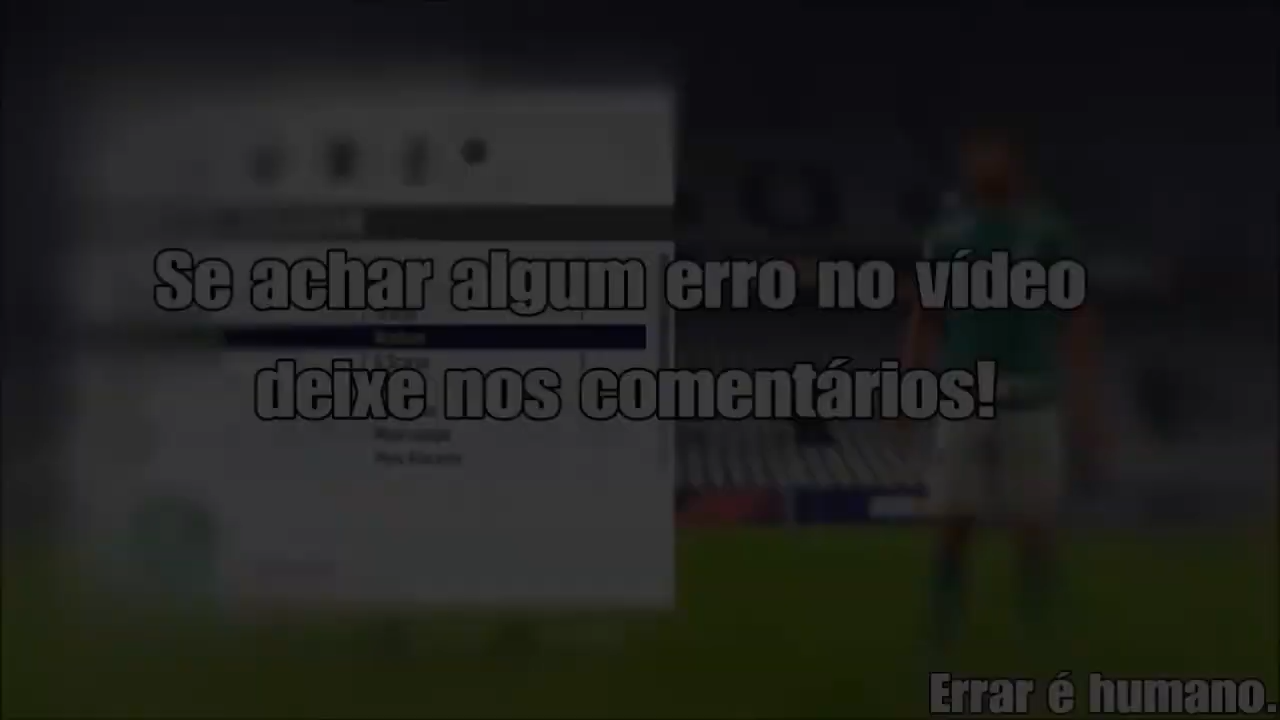 Se achar algum erro no vídeo
deixe nos comentários!
Errar é humano.